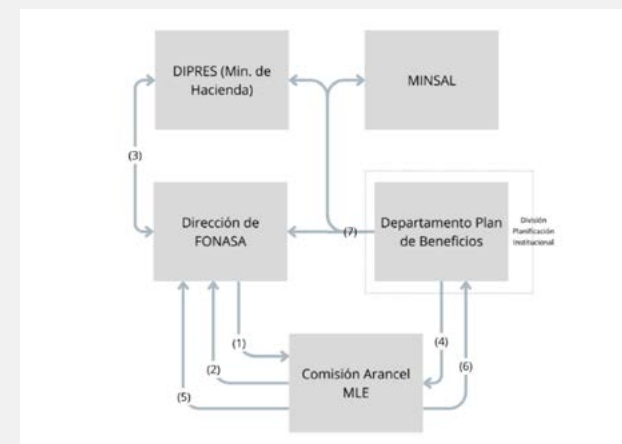 DIPRES (Min. de
Hacienda)
MINSAL
(3)
Dirección de
FONASA
(7)
Departamento Plan
de Beneficios
División
Planificación
Institucional
(1)
(2)
(5)
(4)
(6)
Comisión Arancel
MLE